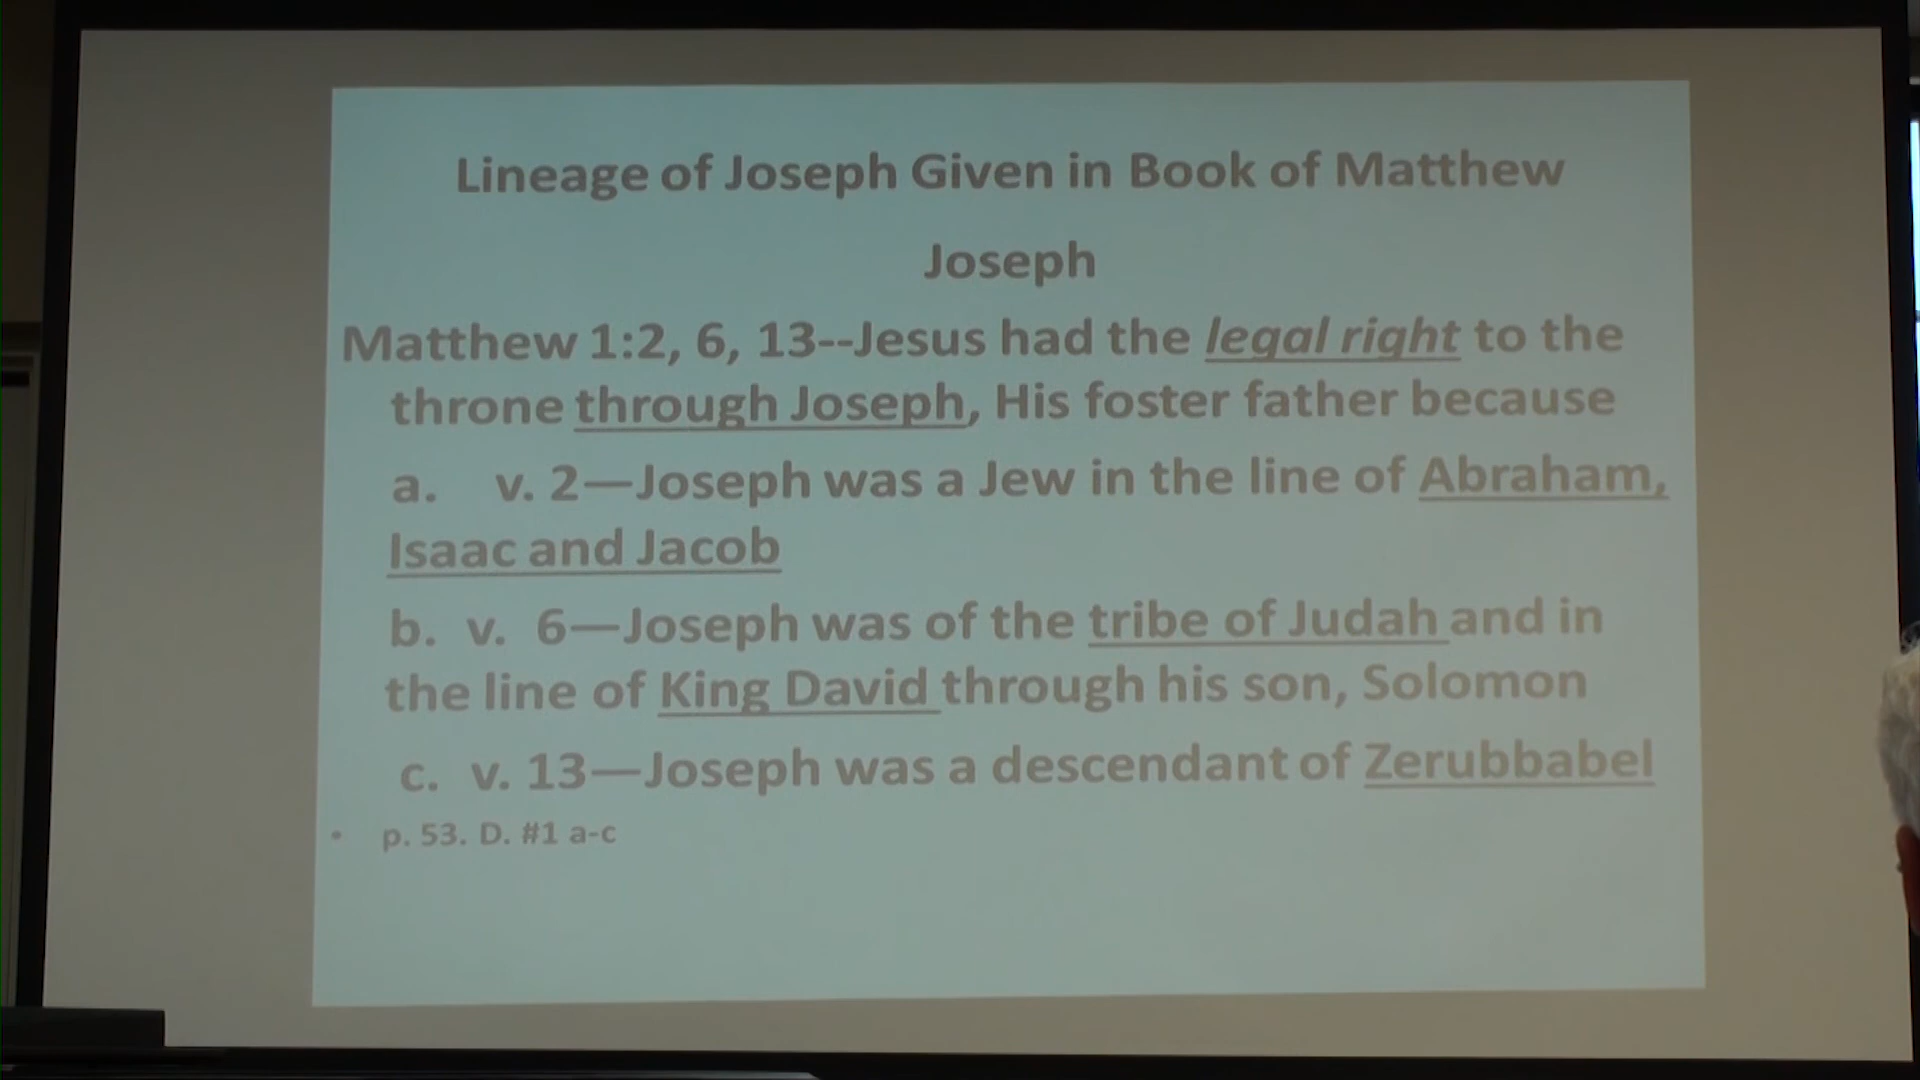 Lineage of Joseph Given in Book of Matthew
Joseph
Matthew 1:2, 6, 13--Jesus had the legal right to the
throne through Joseph, His foster father because
a. v. 2—Joseph was a Jew in the line of Abraham,
Isaac and Jacob
b. v. 6—Joseph was of the tribe of Judah and in
the line of King David through his son, Solomon
c. v. 13—Joseph was a descendant of Zerubbabel
• p. 53. D. #1 a-c